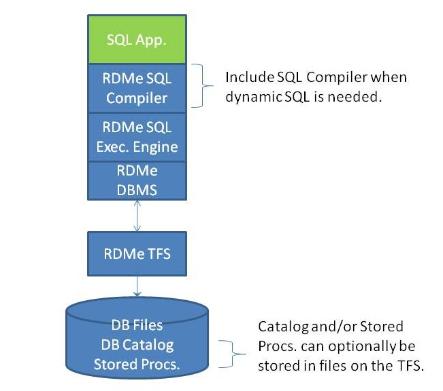 SQL App.
RDMe SQL
Compiler
Include SQL Compiler when
dynamic SQL is needed.
RDMe SQL
Exec. Engine
RDMe
DBMS
RDMe TFS
DB Files
DB Catalog
Stored Procs.
Catalog and/or Stored
Procs. can optionally be
stored in files on the TFS.